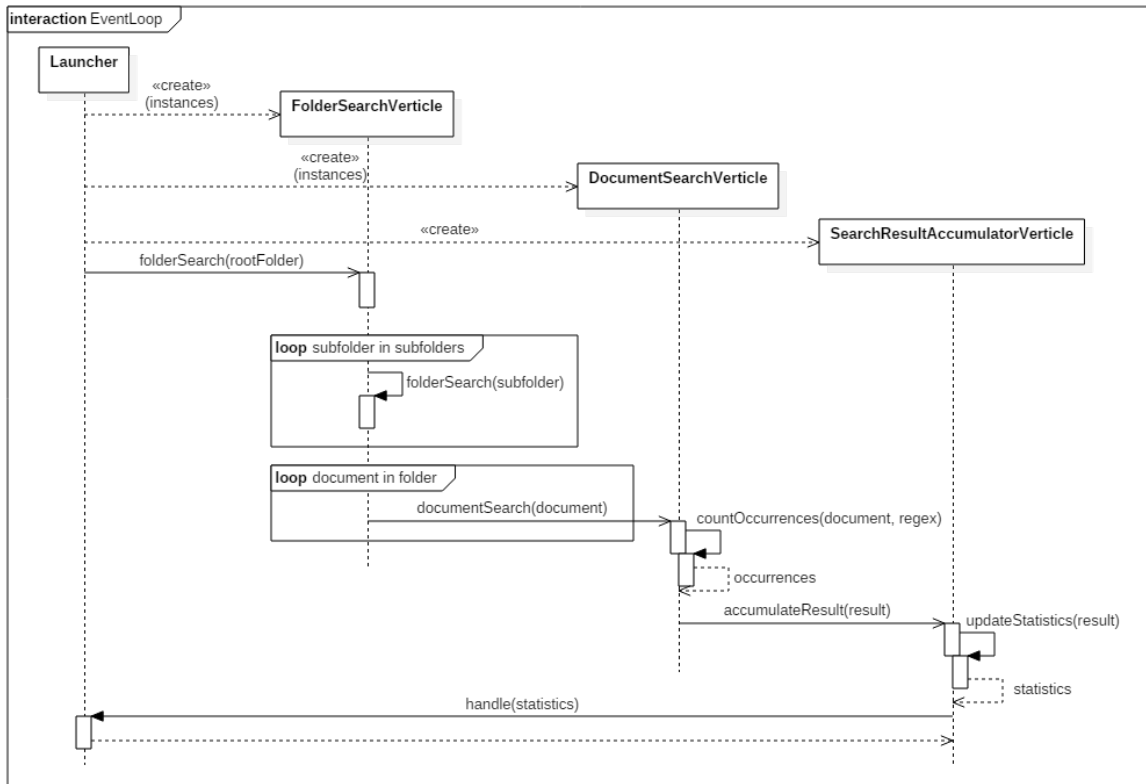 interaction EventLoop
Launcher
«create»
(instances)
FolderSearchVerticle
«create»
(instances)
DocumentSearchVerticle
«create»
SearchResultAccumulatorVerticle
folderSearch(rootFolder)
loop subfolder in subfolders
folderSearch(subfolder)
loop document in folder
documentSearch(document)
countOccurrences(document, regex)
occurrences
accumulateResult(result)
updateStatistics(result)
statistics
handle(statistics)